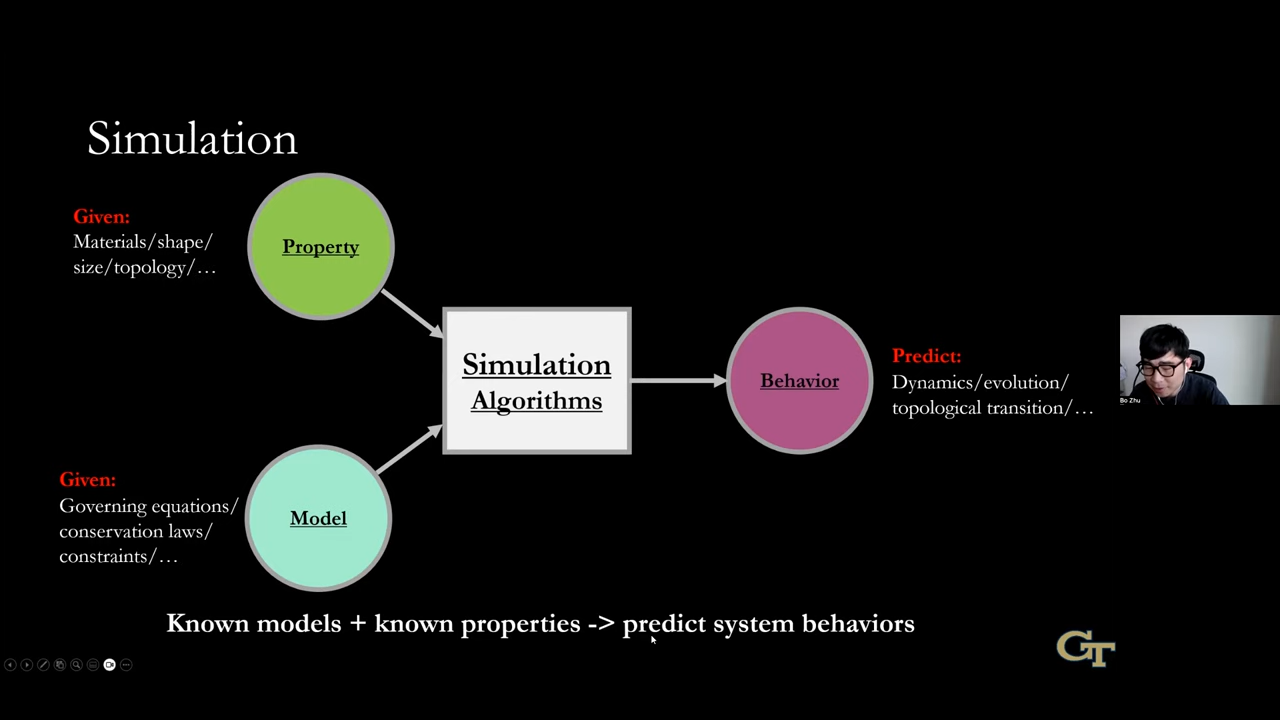 Simulation
Given:
Materials/shape/
size/topology/…
Property
Simulation
Algorithms
Behavior
Predict:
Dynamics/evolution/
topological transition/…
Bo Zhu
Given:
Governing equations/
conservation laws/
constraints/…
Model
Known models + known properties -> predict system behaviors
GT